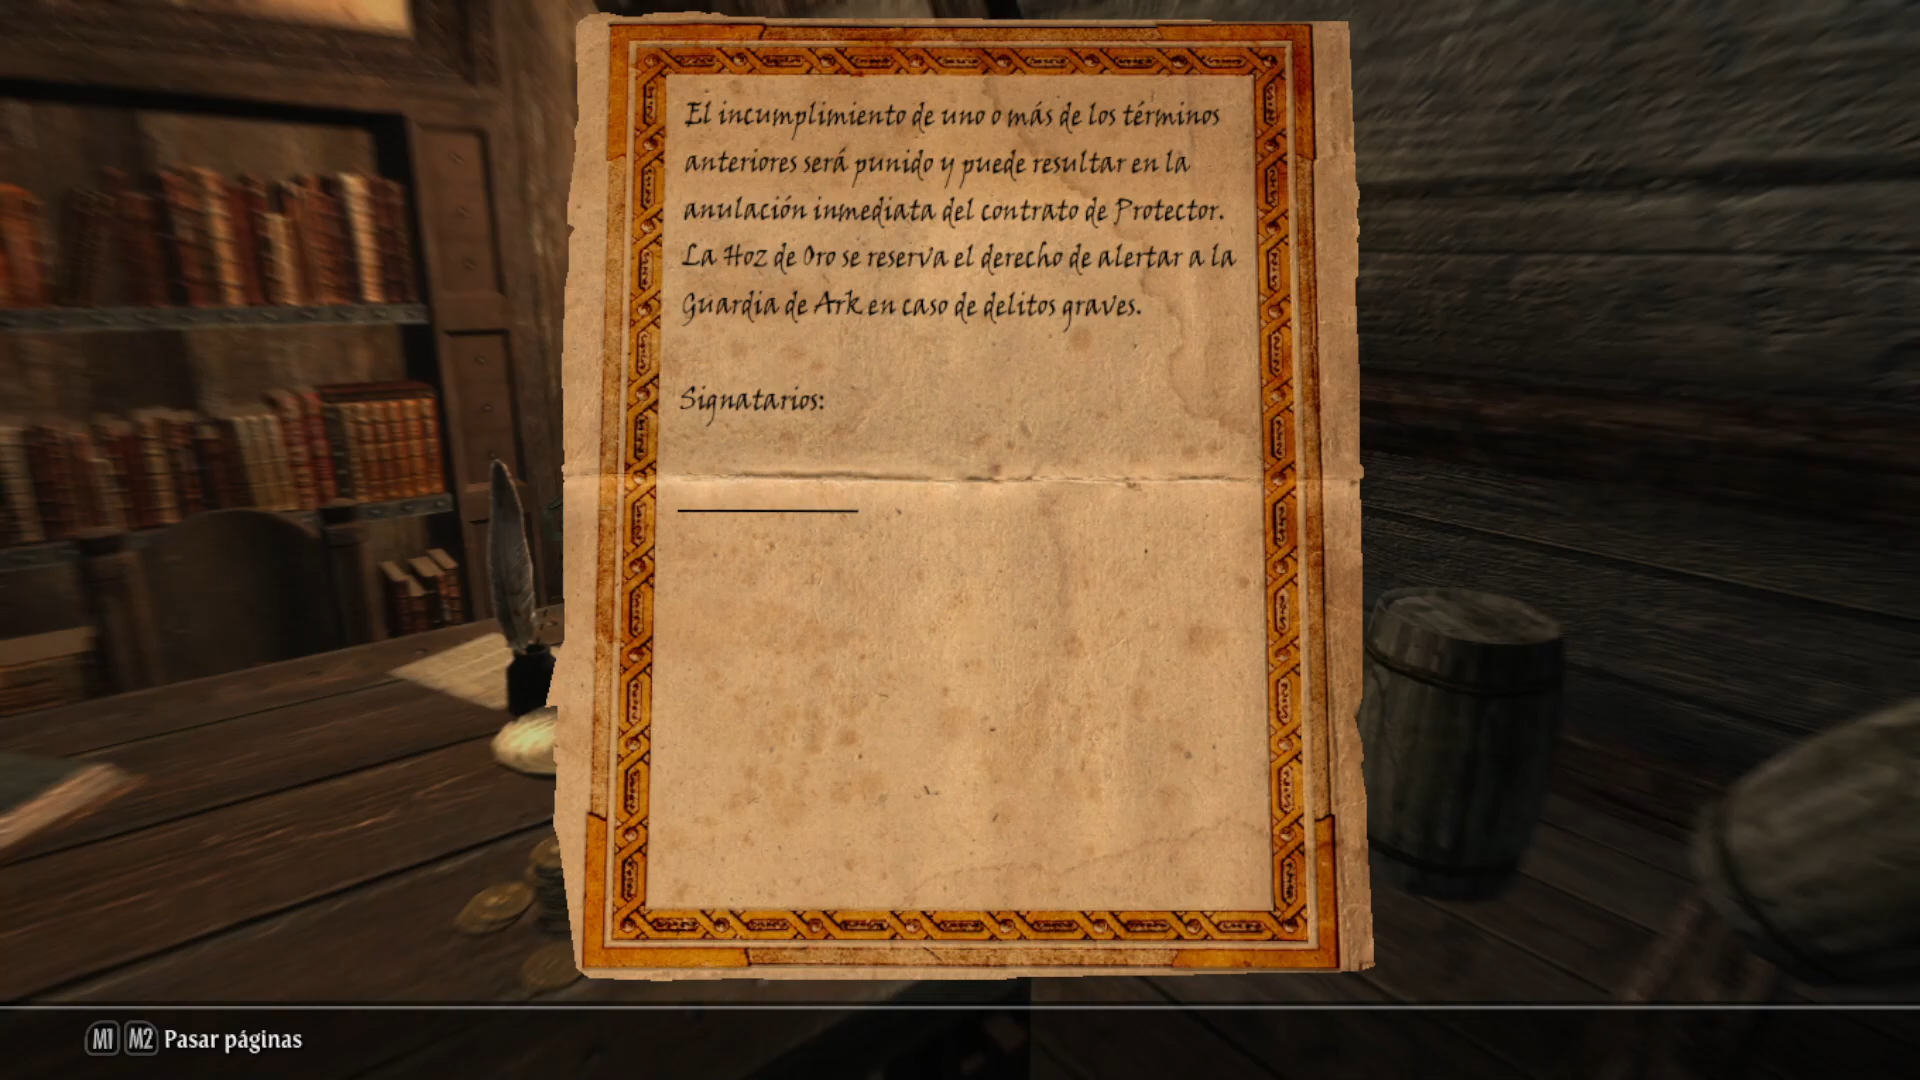 El incumplimiento de uno o más de los términos
anteriores será punido y puede resultar en la
anulación inmediata del contrato de Protector.
La Hoz de Oro se reserva el derecho de alertar a la
Guardia de Ark en caso de delitos graves.
Signatarios:
M1 M2 Pasar páginas